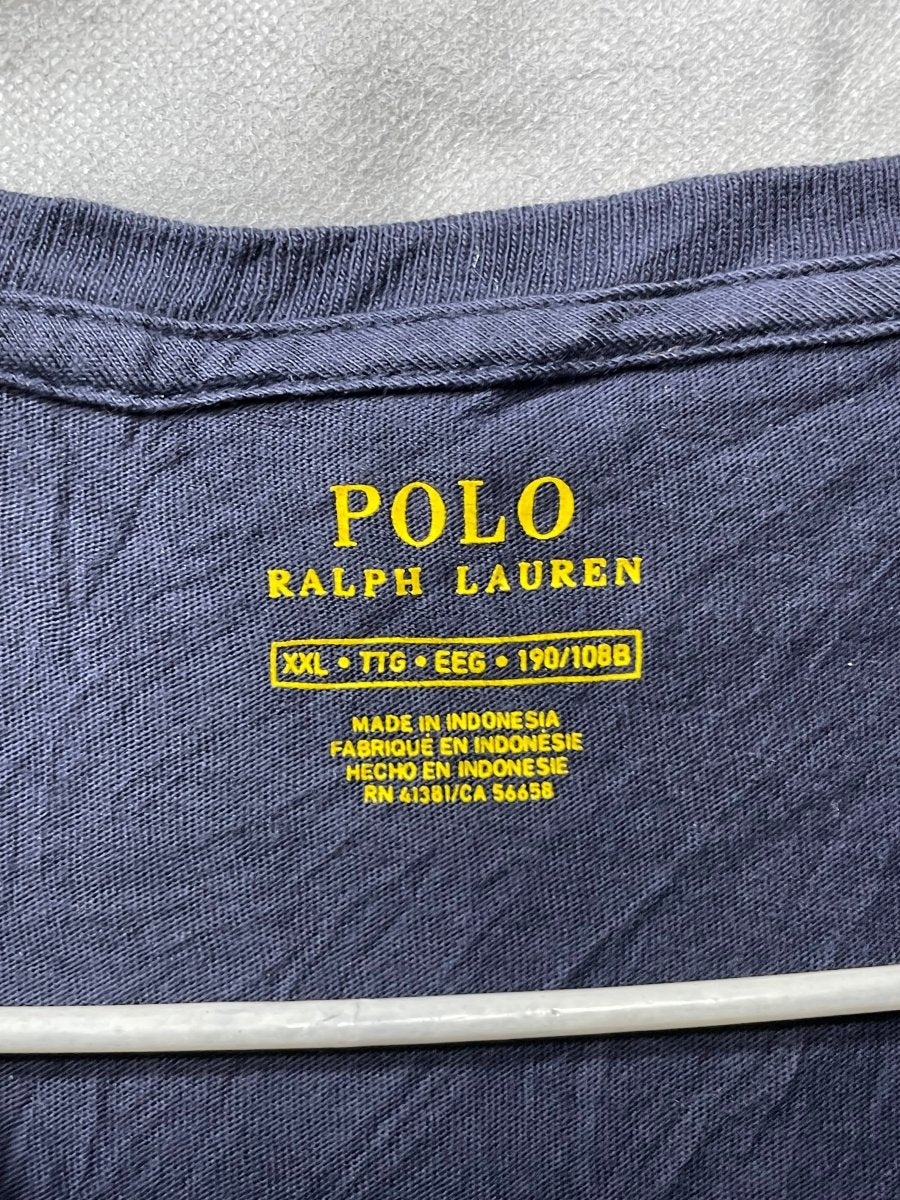 POLO
RALPH LAUREN
XXL • TTG • EEG • 190/108B
MADE IN INDONESIA
FABRIQUÉ EN INDONÉSIE
HECHO EN INDONESIE
RN 41381/CA 56658